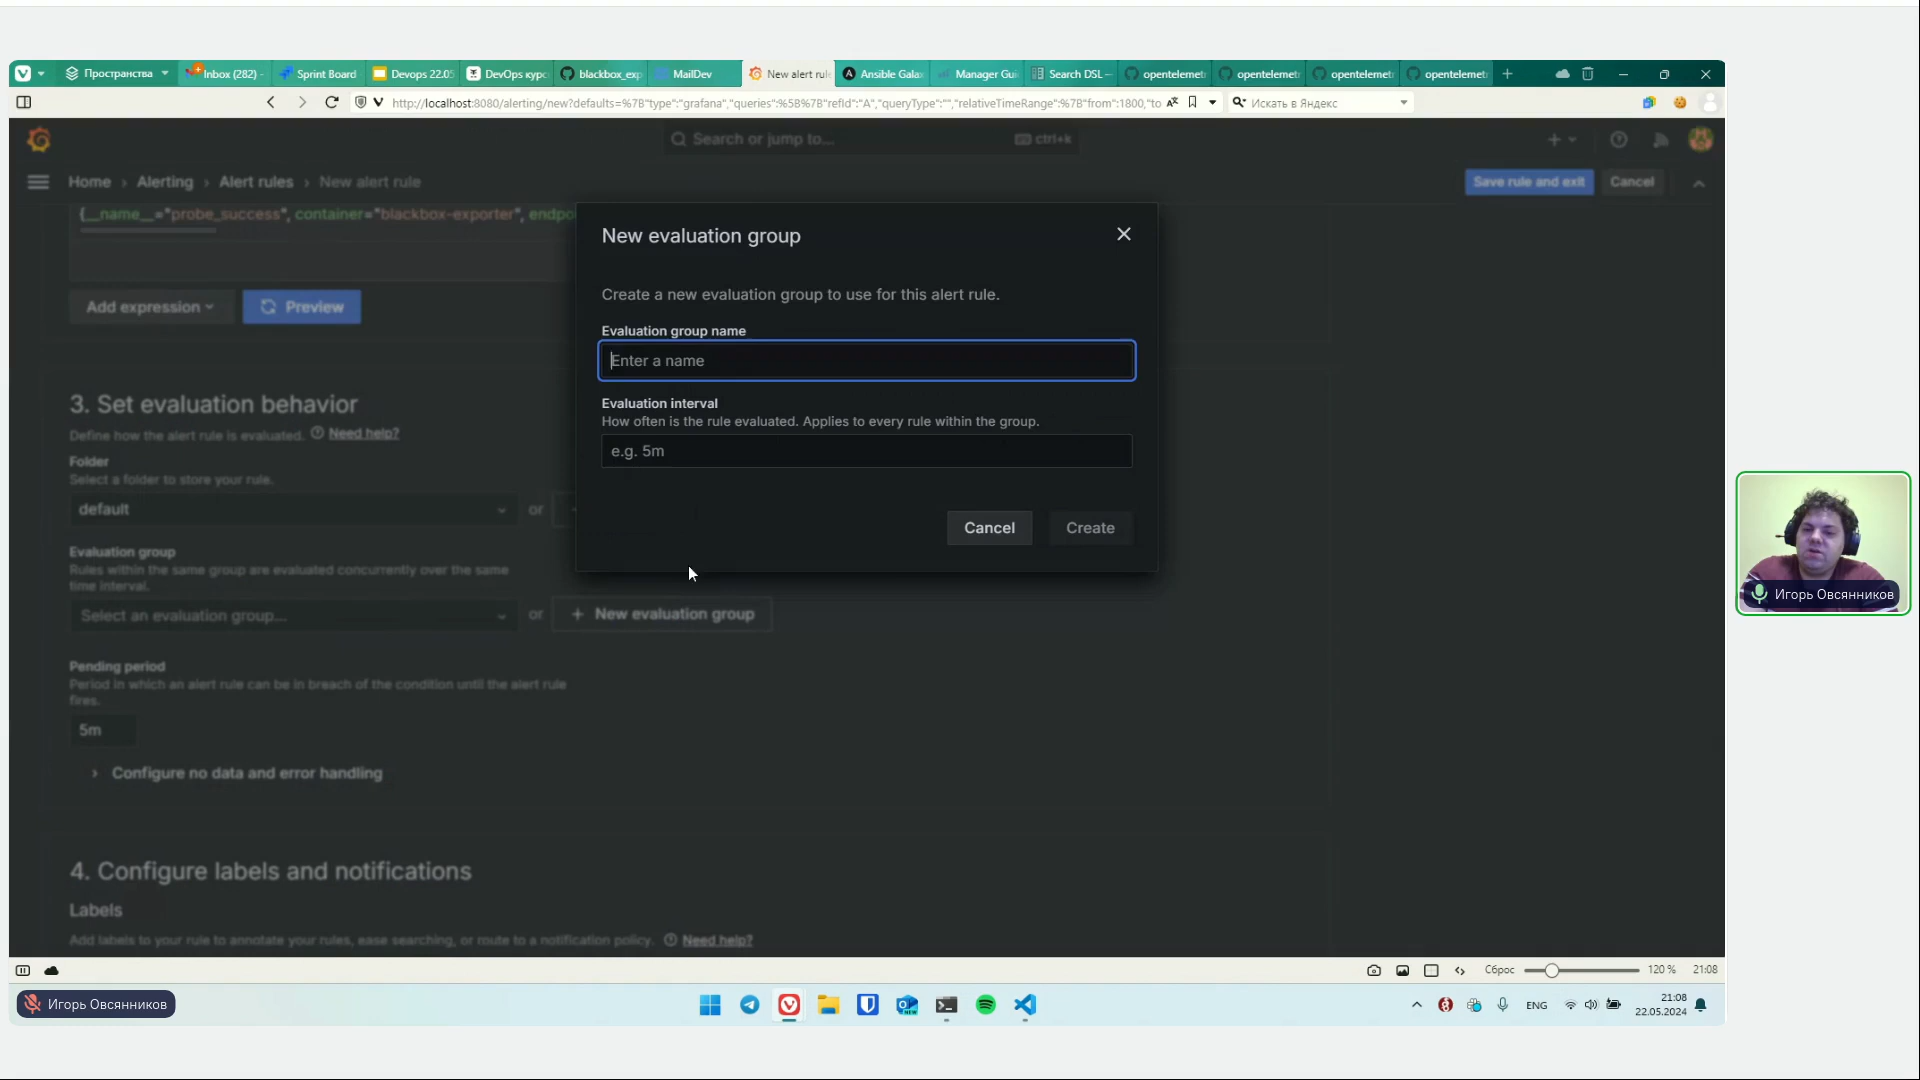 Пространства
Inbox (282) -
Sprint Board
Devops 22.05
DevOps курс
blackbox_exp
MailDev
New alert rule
Ansible Galax
Manager Gui
Search DSL –
opentelemetr
opentelemetr
opentelemetr
opentelemetr
http://localhost:8080/alerting/new?defaults=%7B"type":"grafana","queries":%5B%7B"refId":"A","queryType":"","relativeTimeRange":%7B"from":1800,"to
Искать в Яндекс
Search or jump to...
ctrl+k
Home › Alerting › Alert rules › New alert rule
Save rule and exit
Cancel
{__name__="probe_success", container="blackbox-exporter", endpo
Add expression
Preview
New evaluation group
Create a new evaluation group to use for this alert rule.
Evaluation group name
Enter a name
Evaluation interval
How often is the rule evaluated. Applies to every rule within the group.
e.g. 5m
Cancel
Create
3. Set evaluation behavior
Define how the alert rule is evaluated. Need help?
Folder
Select a folder to store your rule.
default
or
Evaluation group
Rules within the same group are evaluated concurrently over the same
time interval.
Select an evaluation group...
or
+ New evaluation group
Pending period
Period in which an alert rule can be in breach of the condition until the alert rule
fires.
5m
Configure no data and error handling
4. Configure labels and notifications
Labels
Add labels to your rule to annotate your rules, ease searching, or route to a notification policy. Need help?
Игорь Овсянников
Сброс
120 %
21:08
Игорь Овсянников
ENG
21:08
22.05.2024